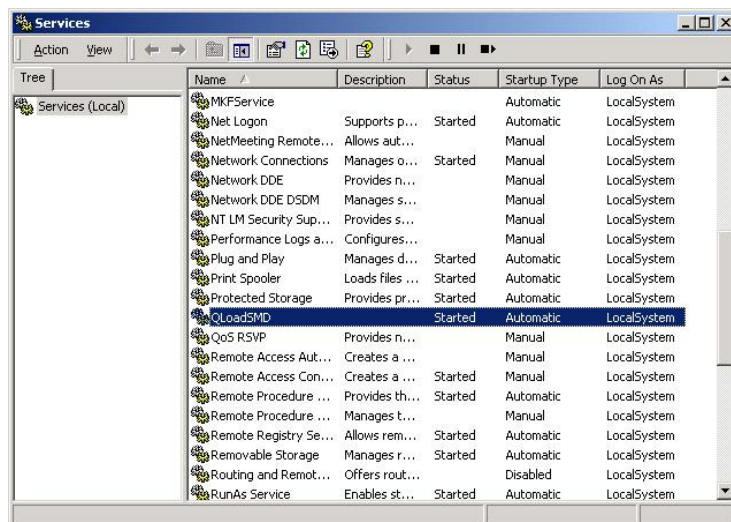 Services
Action View
Tree
Services (Local)
Name Description Status Startup Type Log On As
MKFService Automatic LocalSystem
Net Logon Supports p... Started Automatic LocalSystem
NetMeeting Remote... Allows aut... Manual LocalSystem
Network Connections Manages o... Started Manual LocalSystem
Network DDE Provides n... Manual LocalSystem
Network DDE DSDM Manages s... Manual LocalSystem
NT LM Security Sup... Provides s... Manual LocalSystem
Performance Logs a... Configures... Manual LocalSystem
Plug and Play Manages d... Started Automatic LocalSystem
Print Spooler Loads files ... Started Automatic LocalSystem
Protected Storage Provides pr... Started Automatic LocalSystem
QLoadSMD Started Automatic LocalSystem
QoS RSVP Provides n... Manual LocalSystem
Remote Access Aut... Creates a ... Manual LocalSystem
Remote Access Con... Creates a ... Started Manual LocalSystem
Remote Procedure ... Provides th... Started Automatic LocalSystem
Remote Procedure ... Manages t... Manual LocalSystem
Remote Registry Se... Allows rem... Started Automatic LocalSystem
Removable Storage Manages r... Started Automatic LocalSystem
Routing and Remot... Offers rout... Disabled LocalSystem
RunAs Service Enables st... Started Automatic LocalSystem